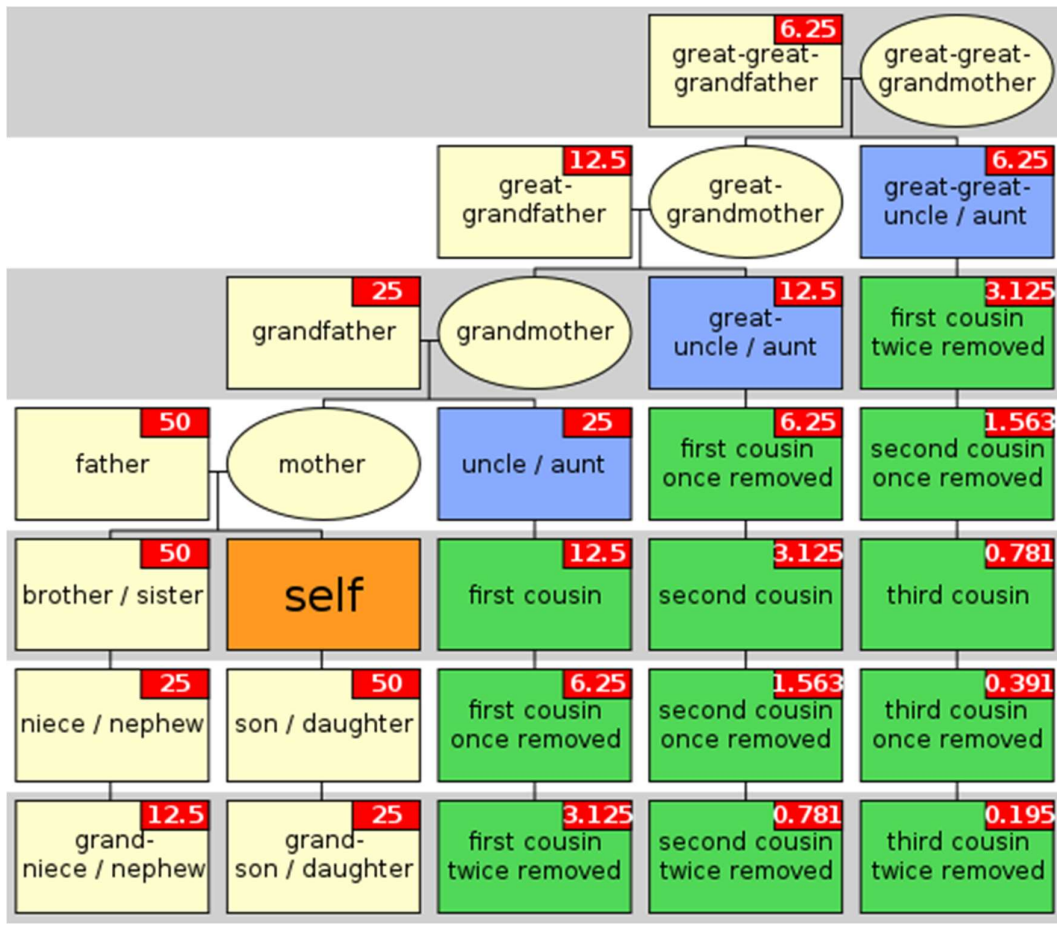 6.25
great-great-
grandfather
great-great-
grandmother
12.5
great-
grandfather
great-
grandmother
6.25
great-great-
uncle / aunt
25
grandfather
grandmother
12.5
great-
uncle / aunt
3.125
first cousin
twice removed
50
father
mother
25
uncle / aunt
6.25
first cousin
once removed
1.563
second cousin
once removed
50
brother / sister
self
12.5
first cousin
3.125
second cousin
0.781
third cousin
25
niece / nephew
50
son / daughter
6.25
first cousin
once removed
1.563
second cousin
once removed
0.391
third cousin
once removed
12.5
grand-
niece / nephew
25
grand-
son / daughter
3.125
first cousin
twice removed
0.781
second cousin
twice removed
0.195
third cousin
twice removed